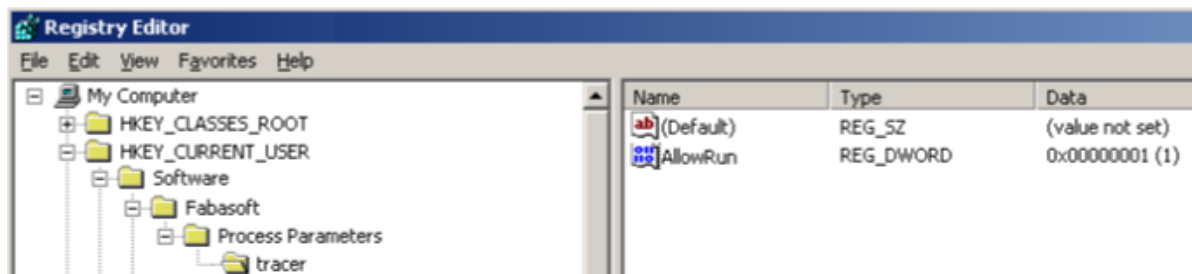 Registry Editor
File Edit View Favorites Help
My Computer
HKEY_CLASSES_ROOT
HKEY_CURRENT_USER
Software
Fabasoft
Process Parameters
tracer
Name Type Data
(Default) REG_SZ (value not set)
AllowRun REG_DWORD 0x00000001 (1)